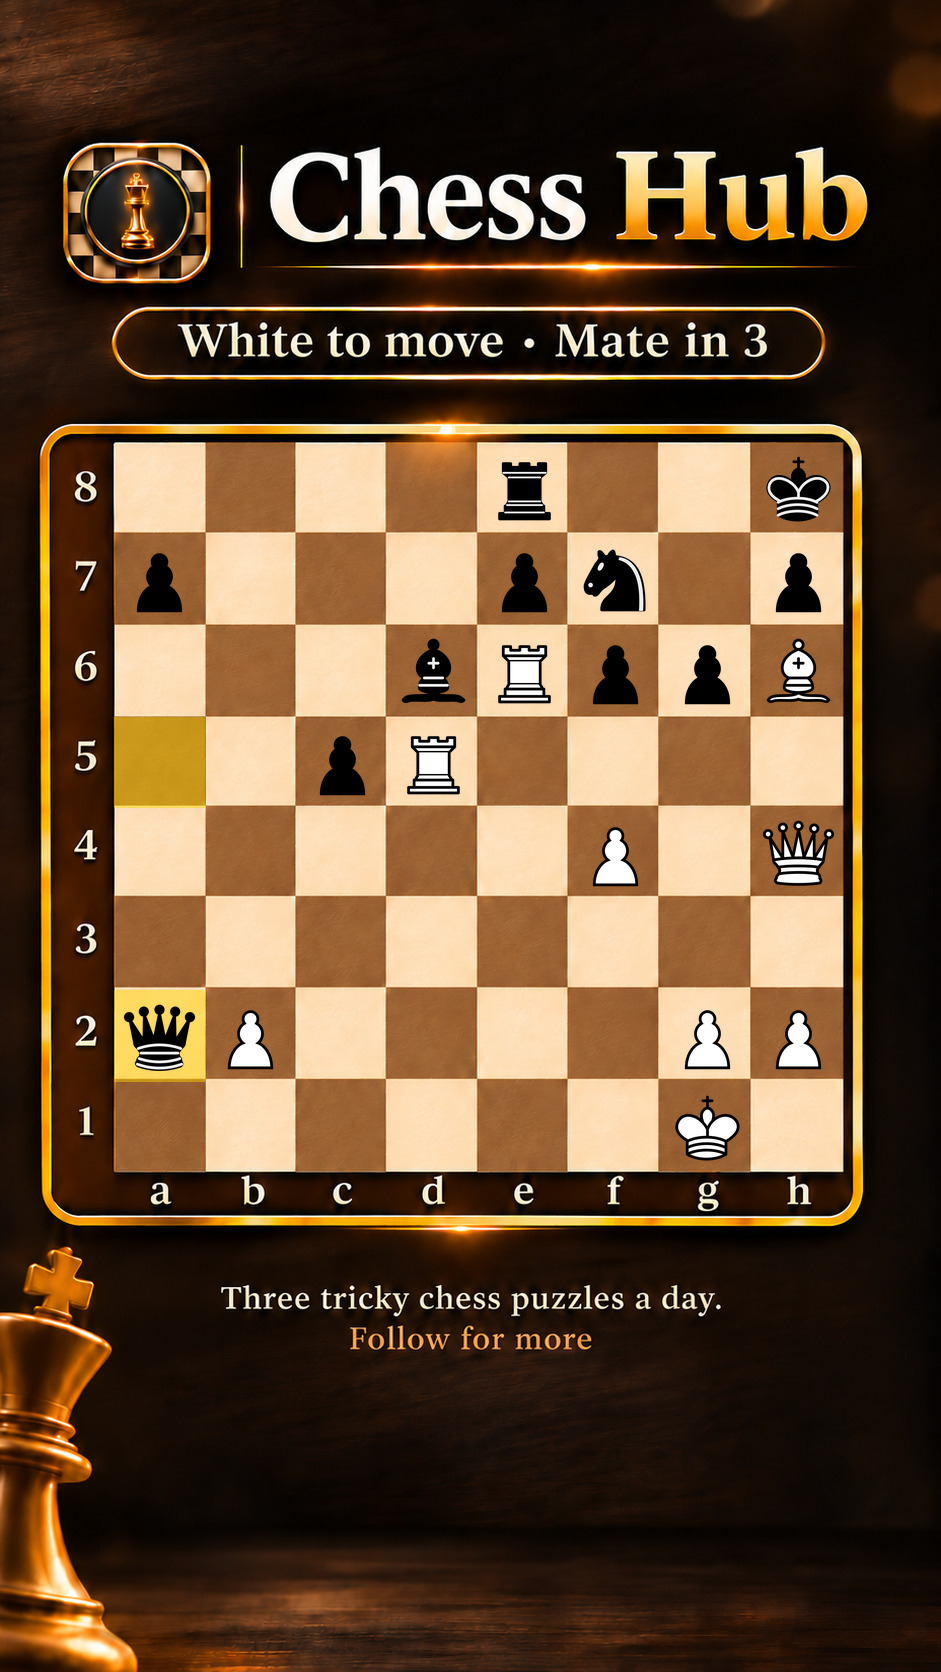 Chess Hub
White to move • Mate in 3
8
7
6
5
4
3
2
1
a b c d e f g h
Three tricky chess puzzles a day.
Follow for more